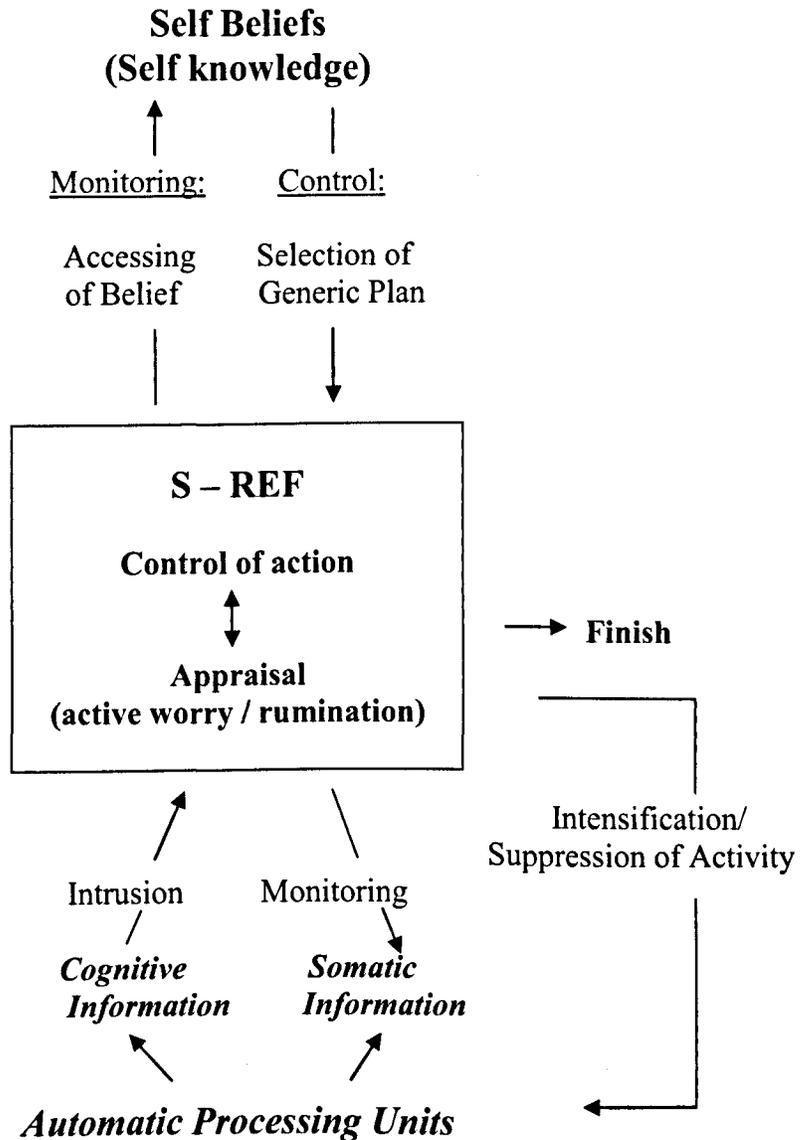 Self Beliefs
(Self knowledge)
Monitoring:
Control:
Accessing
of Belief
Selection of
Generic Plan
S – REF
Control of action
Appraisal
(active worry / rumination)
Finish
Intensification/
Suppression of Activity
Intrusion
Monitoring
Cognitive
Information
Somatic
Information
Automatic Processing Units